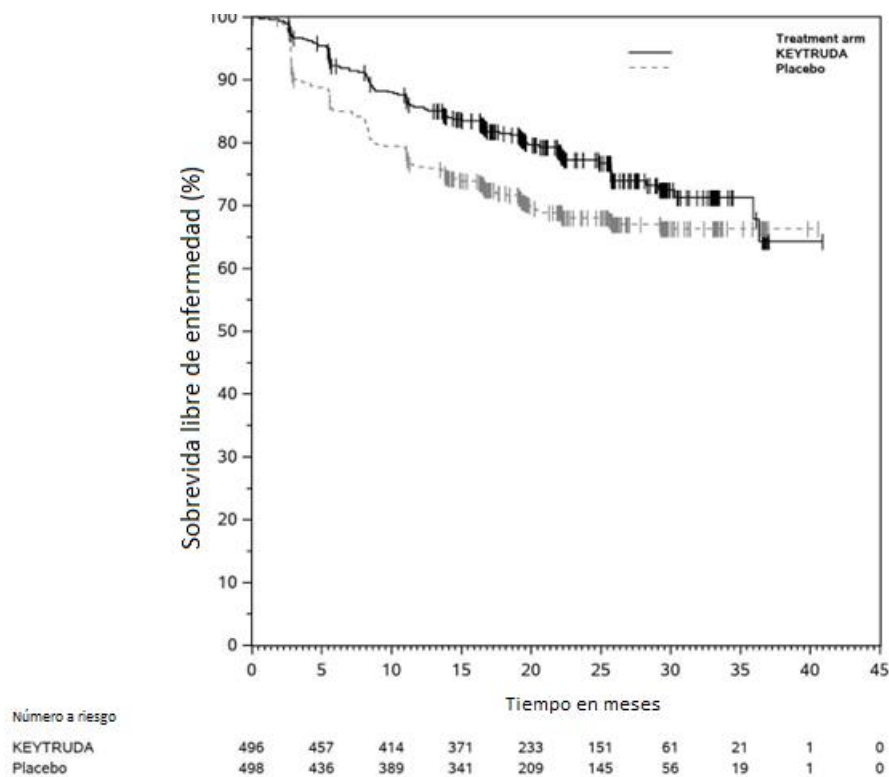 100
90
80
70
60
50
40
30
20
10
0
Sobrevida libre de enfermedad (%)
Treatment arm
KEYTRUDA
Placebo
0 5 10 15 20 25 30 35 40 45
Tiempo en meses
Número a riesgo
KEYTRUDA 496 457 414 371 233 151 61 21 1 0
Placebo 498 436 389 341 209 145 56 19 1 0